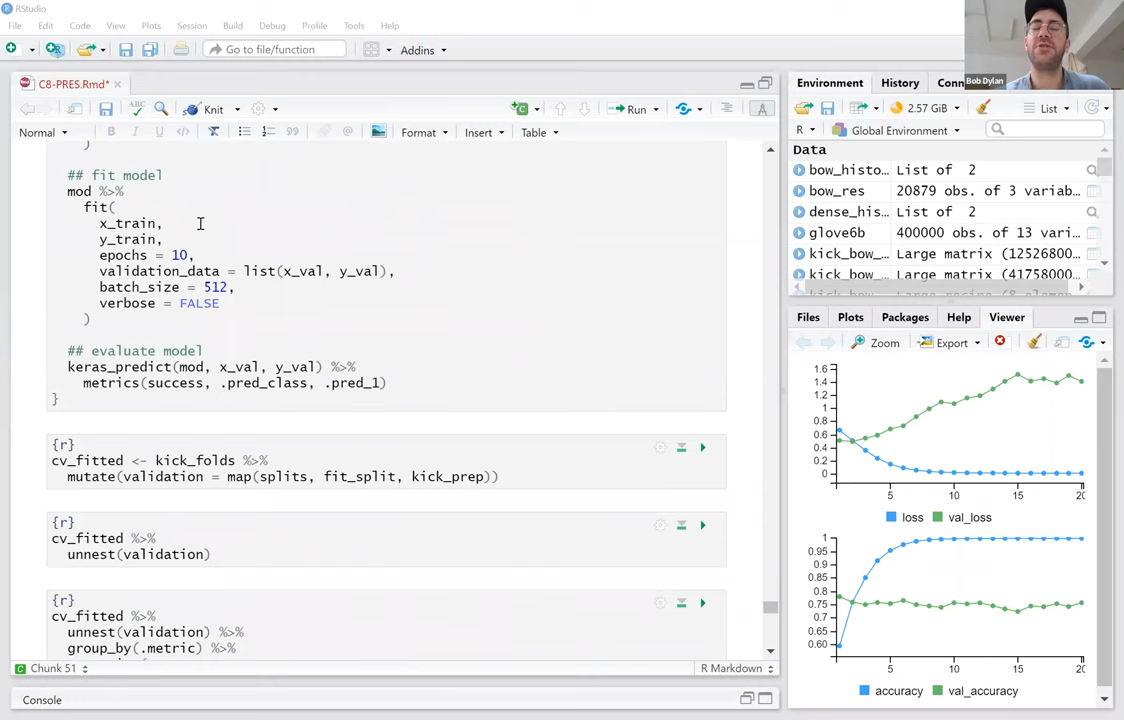 RStudio
File Edit Code View Plots Session Build Debug Profile Tools Help
Go to file/function Addins
Bob Dylan
C8-PRES.Rmd*
Knit Run
Normal B I U Format Insert Table
)
## fit model
mod %>%
fit(
x_train,
y_train,
epochs = 10,
validation_data = list(x_val, y_val),
batch_size = 512,
verbose = FALSE
)
## evaluate model
keras_predict(mod, x_val, y_val) %>%
metrics(success, .pred_class, .pred_1)
}
{r}
cv_fitted <- kick_folds %>%
mutate(validation = map(splits, fit_split, kick_prep))
{r}
cv_fitted %>%
unnest(validation)
{r}
cv_fitted %>%
unnest(validation) %>%
group_by(.metric) %>%
Chunk 51 R Markdown
Console
Environment History Conn
2.57 GiB List
R Global Environment
Data
bow_histo... List of 2
bow_res 20879 obs. of 3 variab...
dense_his... List of 2
glove6b 400000 obs. of 13 vari...
kick_bow_... Large matrix (12526800...
kick_bow_... Large matrix (41758000...
Files Plots Packages Help Viewer
Zoom Export
1.6
1.4
1.2
1
0.8
0.6
0.4
0.2
0
5 10 15 20
loss val_loss
1
0.95
0.9
0.85
0.8
0.75
0.70
0.65
0.60
5 10 15 20
accuracy val_accuracy